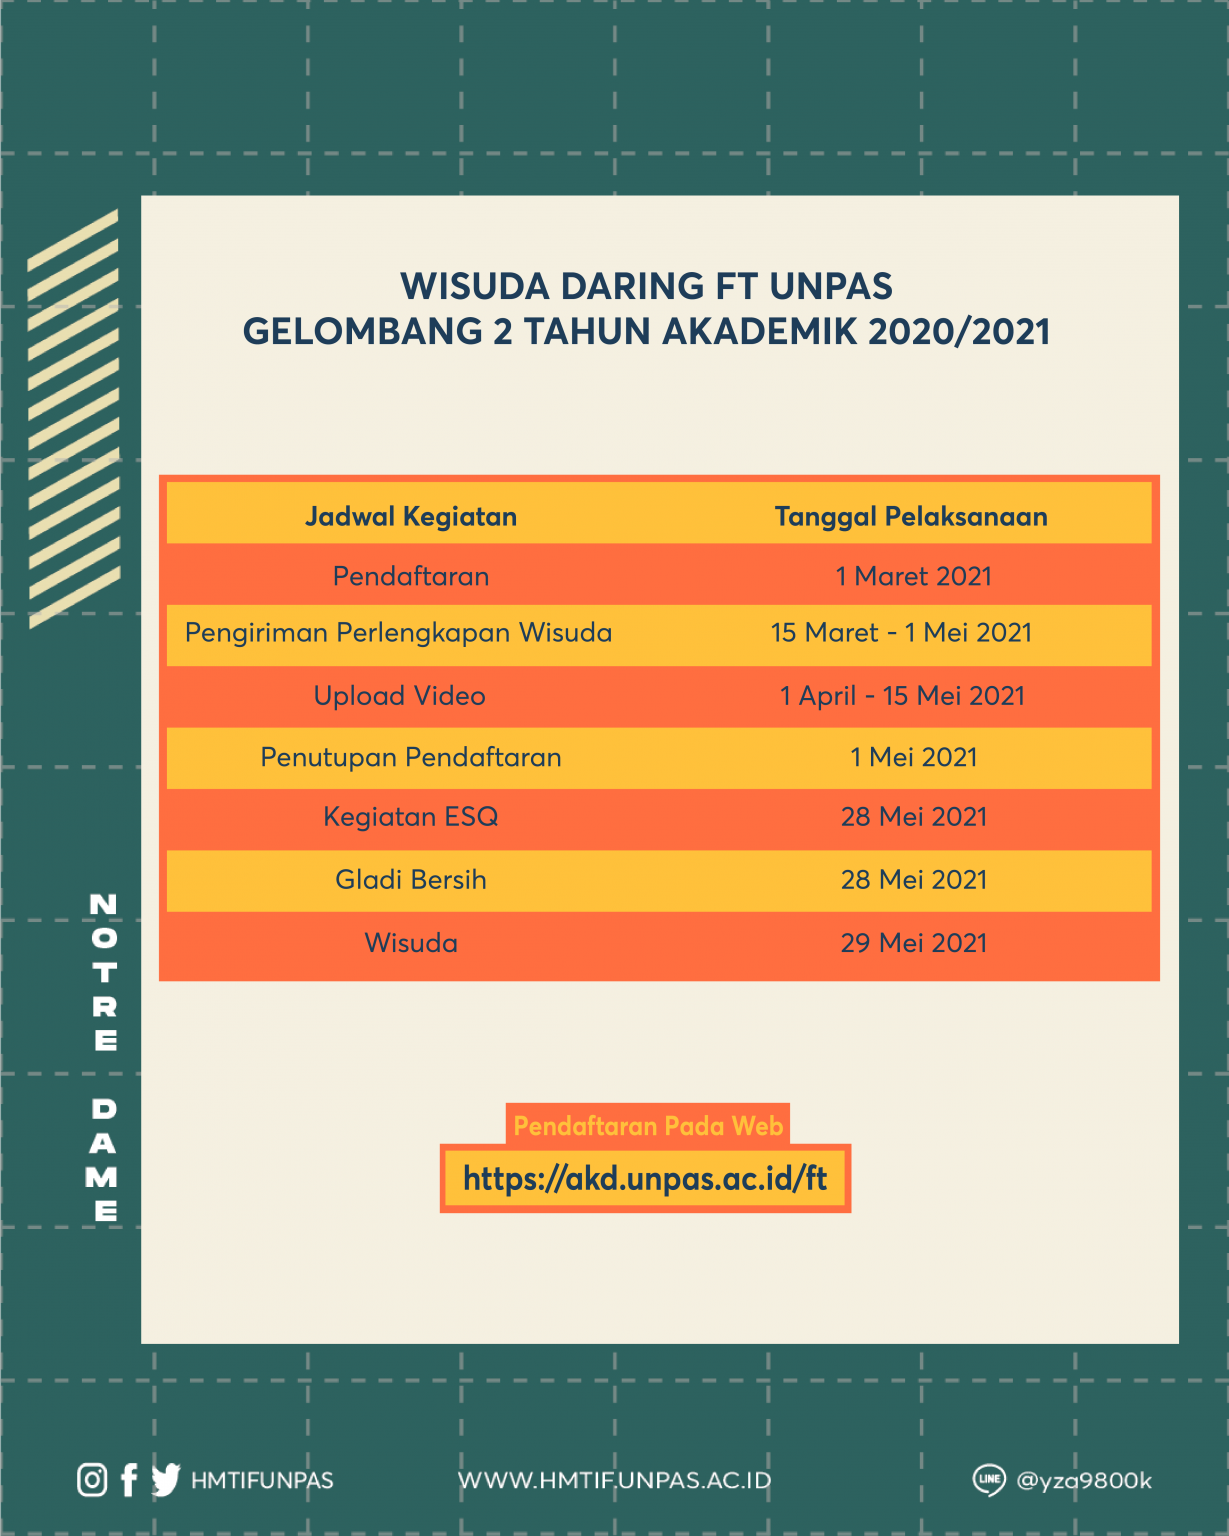 WISUDA DARING FT UNPAS
GELOMBANG 2 TAHUN AKADEMIK 2020/2021
Jadwal Kegiatan Tanggal Pelaksanaan
Pendaftaran 1 Maret 2021
Pengiriman Perlengkapan Wisuda 15 Maret - 1 Mei 2021
Upload Video 1 April - 15 Mei 2021
Penutupan Pendaftaran 1 Mei 2021
Kegiatan ESQ 28 Mei 2021
Gladi Bersih 28 Mei 2021
Wisuda 29 Mei 2021
NOTRE DAME
Pendaftaran Pada Web
https://akd.unpas.ac.id/ft
HMTIFUNPAS WWW.HMTIF.UNPAS.AC.ID LINE @yza9800k